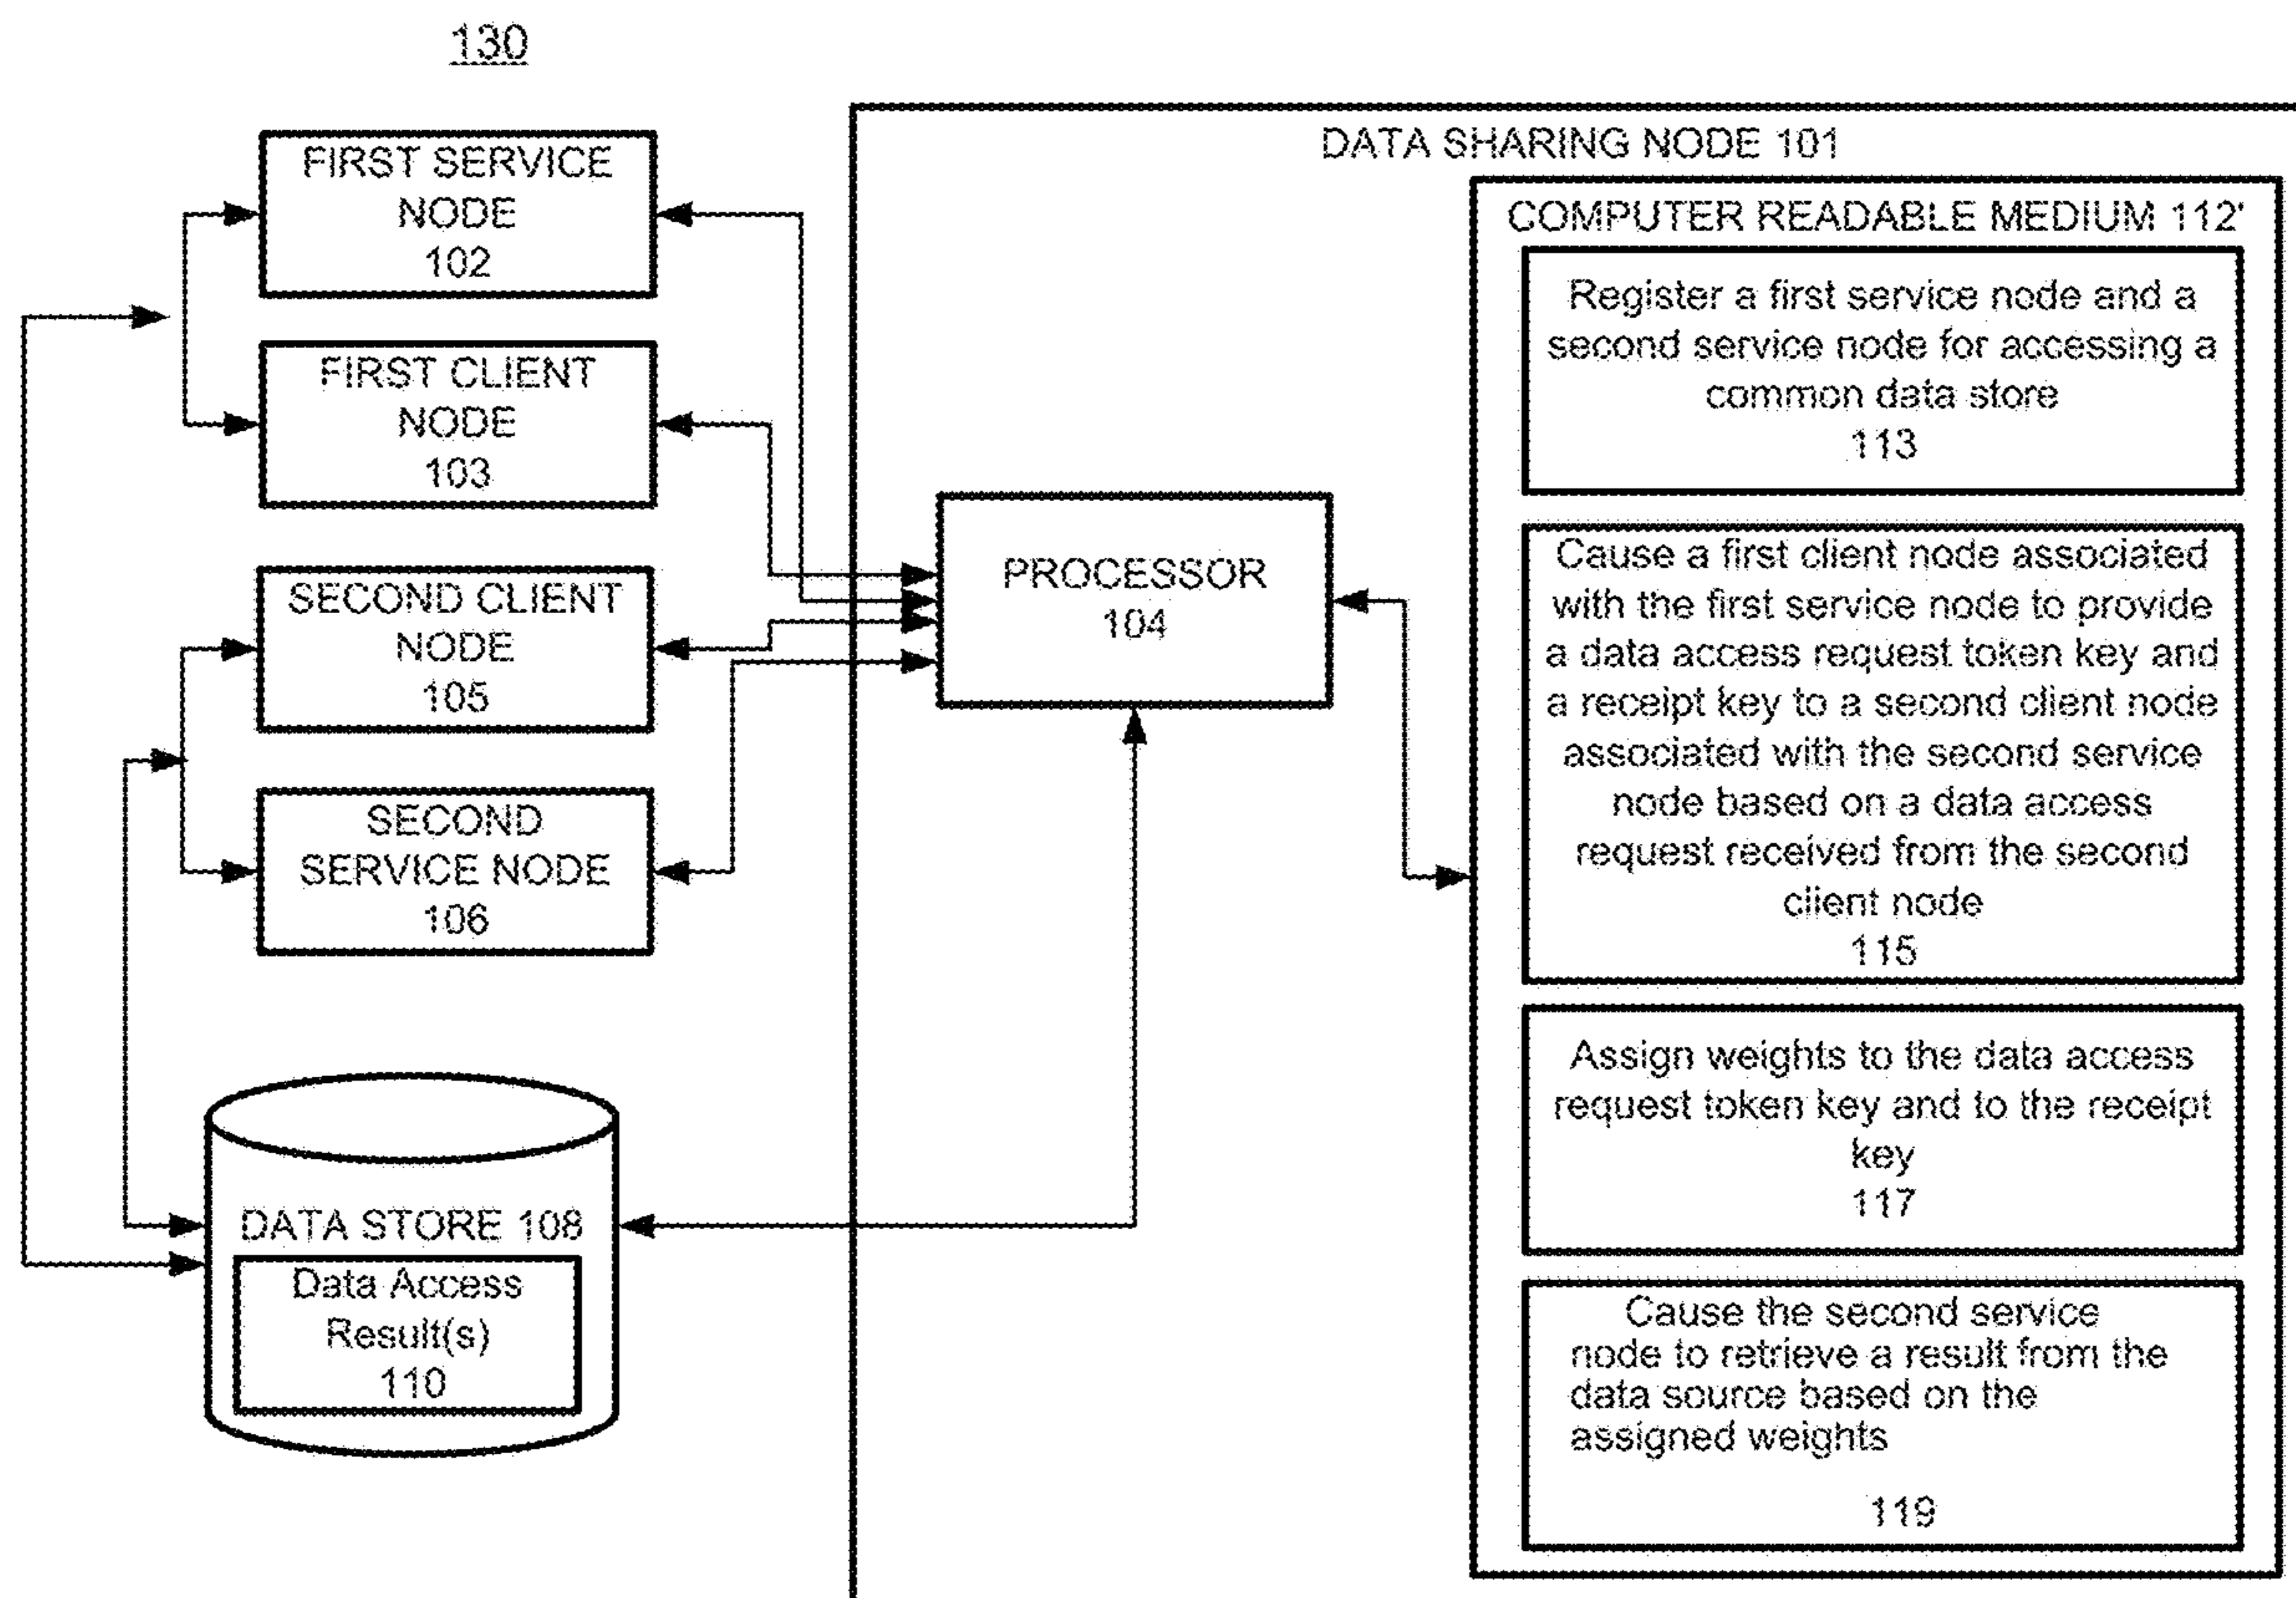 130
FIRST SERVICE
NODE
102
FIRST CLIENT
NODE
103
SECOND CLIENT
NODE
105
SECOND
SERVICE NODE
106
DATA STORE 108
Data Access
Result(s)
110
DATA SHARING NODE 101
PROCESSOR
104
COMPUTER READABLE MEDIUM 112'
Register a first service node and a
second service node for accessing a
common data store
113
Cause a first client node associated
with the first service node to provide
a data access request token key and
a receipt key to a second client node
associated with the second service
node based on a data access
request received from the second
client node
115
Assign weights to the data access
request token key and to the receipt
key
117
Cause the second service
node to retrieve a result from the
data source based on the
assigned weights
119